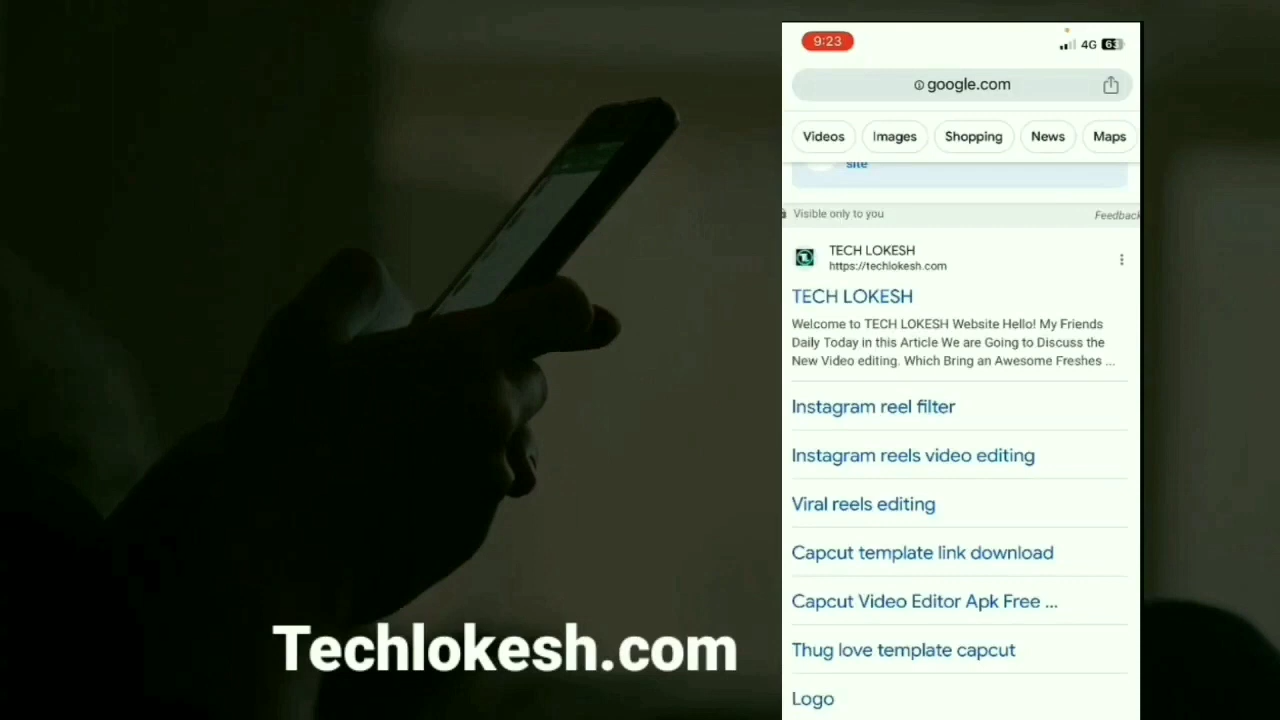 9:23
4G 63
google.com
Videos Images Shopping News Maps
site
Visible only to you Feedback
TECH LOKESH
https://techlokesh.com
TECH LOKESH
Welcome to TECH LOKESH Website Hello! My Friends
Daily Today in this Article We are Going to Discuss the
New Video editing. Which Bring an Awesome Freshes ...
Instagram reel filter
Instagram reels video editing
Viral reels editing
Capcut template link download
Capcut Video Editor Apk Free ...
Thug love template capcut
Logo
Techlokesh.com